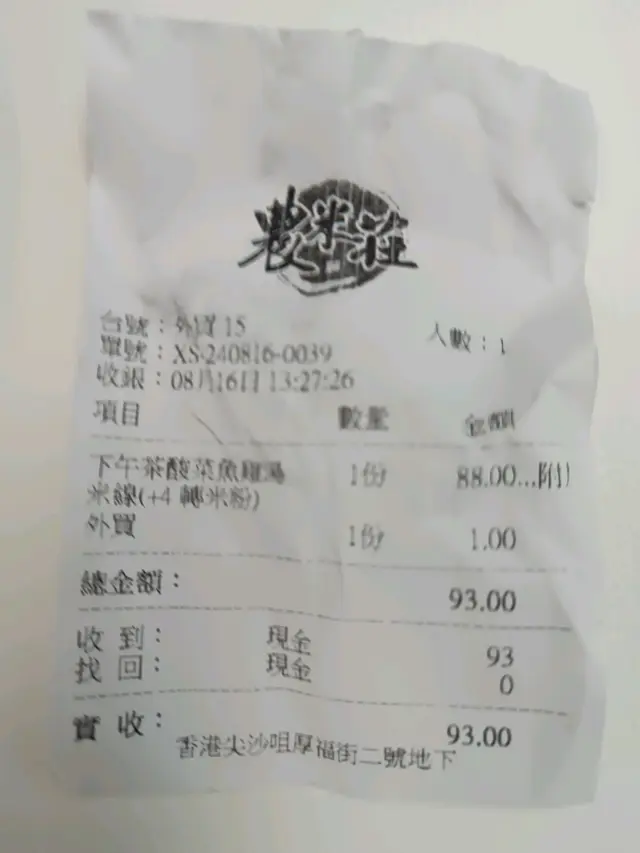 農米莊
台號：外賣 15
人數：1
單號：XS-240816-0039
收銀：08月16日 13:27:26
項目 數量 金額
下午茶酸菜魚雞湯 1份 88.00...附1
米線(+4 轉米粉)
外買 1份 1.00
總金額： 93.00
收 到： 現金 93
找 回： 現金 0
實 收： 93.00
香港尖沙咀厚福街二號地下